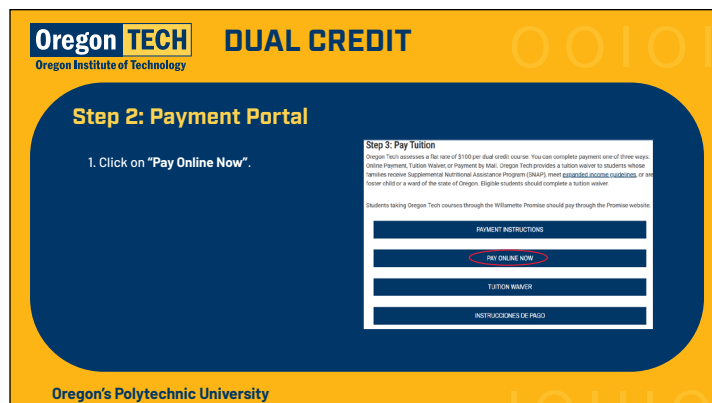 Oregon TECH
Oregon Institute of Technology
DUAL CREDIT
OOIOI
Step 2: Payment Portal
1. Click on “Pay Online Now”.
Step 3: Pay Tuition
Oregon Tech assesses a flat rate of $100 per dual credit course. You can complete payment one of three ways:
Online Payment, Tuition Waiver, or Payment by Mail. Oregon Tech provides a tuition waiver to students whose
families receive Supplemental Nutritional Assistance Program (SNAP), meet expanded income guidelines, or are
foster child or a ward of the state of Oregon. Eligible students should complete a tuition waiver.
Students taking Oregon Tech courses through the Willamette Promise should pay through the Promise website.
PAYMENT INSTRUCTIONS
PAY ONLINE NOW
TUITION WAIVER
INSTRUCCIONES DE PAGO
Oregon’s Polytechnic University